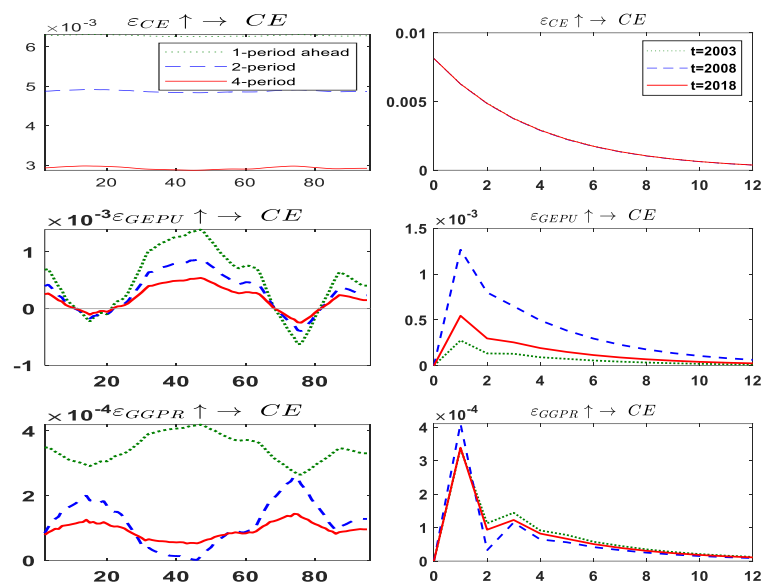 ε_CE ↑ → CE
× 10⁻³
6
5
4
3
20 40 60 80
1-period ahead
2-period
4-period
ε_CE ↑ → CE
0.01
0.005
0
0 2 4 6 8 10 12
t=2003
t=2008
t=2018
× 10⁻³ ε_GEPU ↑ → CE
1
0
-1
20 40 60 80
× 10⁻³ ε_GEPU ↑ → CE
1.5
1
0.5
0
0 2 4 6 8 10 12
× 10⁻⁴ ε_GGPR ↑ → CE
4
2
0
20 40 60 80
× 10⁻⁴ ε_GGPR ↑ → CE
4
3
2
1
0
0 2 4 6 8 10 12